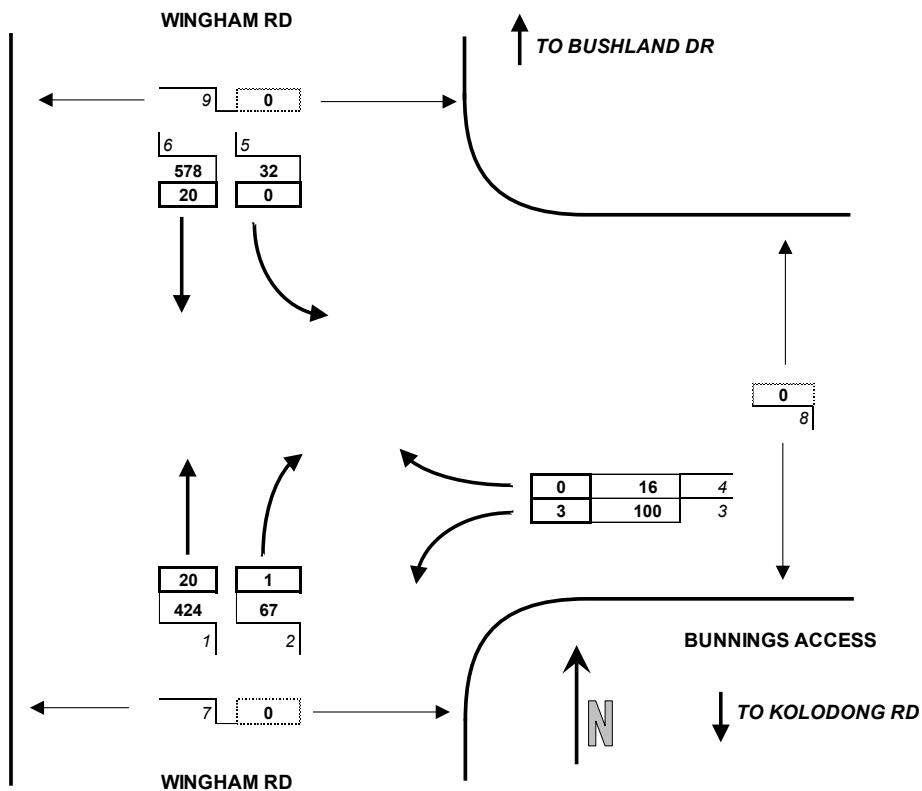 WINGHAM RD
TO BUSHLAND DR
9 0
6 5
578 32
20 0
0
8
0 16 4
3 100 3
20 1
424 67
1 2
BUNNINGS ACCESS
7 0
N
TO KOLODONG RD
WINGHAM RD